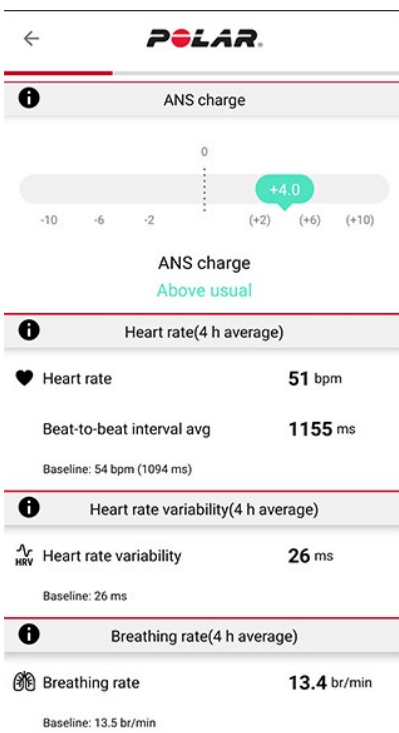 POLAR.
ANS charge
0
+4.0
-10 -6 -2 (+2) (+6) (+10)
ANS charge
Above usual
Heart rate(4 h average)
Heart rate 51 bpm
Beat-to-beat interval avg 1155 ms
Baseline: 54 bpm (1094 ms)
Heart rate variability(4 h average)
HRV Heart rate variability 26 ms
Baseline: 26 ms
Breathing rate(4 h average)
Breathing rate 13.4 br/min
Baseline: 13.5 br/min